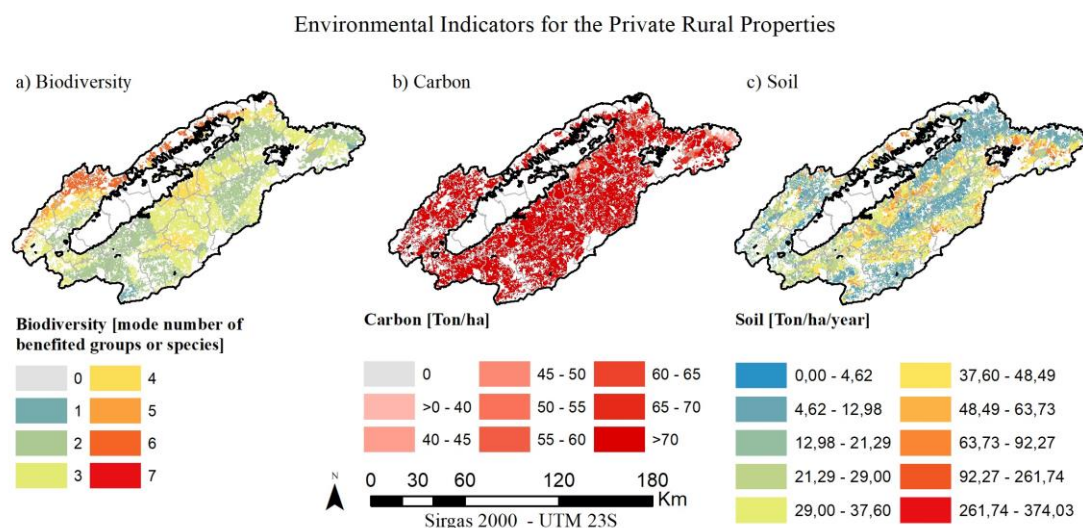 Environmental Indicators for the Private Rural Properties
a) Biodiversity
b) Carbon
c) Soil
Biodiversity [mode number of
benefited groups or species]
0
4
1
5
2
6
3
7
Carbon [Ton/ha]
0
45 - 50
60 - 65
>0 - 40
50 - 55
65 - 70
40 - 45
55 - 60
>70
N
0 30 60 120 180
Km
Sirgas 2000 - UTM 23S
Soil [Ton/ha/year]
0,00 - 4,62
37,60 - 48,49
4,62 - 12,98
48,49 - 63,73
12,98 - 21,29
63,73 - 92,27
21,29 - 29,00
92,27 - 261,74
29,00 - 37,60
261,74 - 374,03